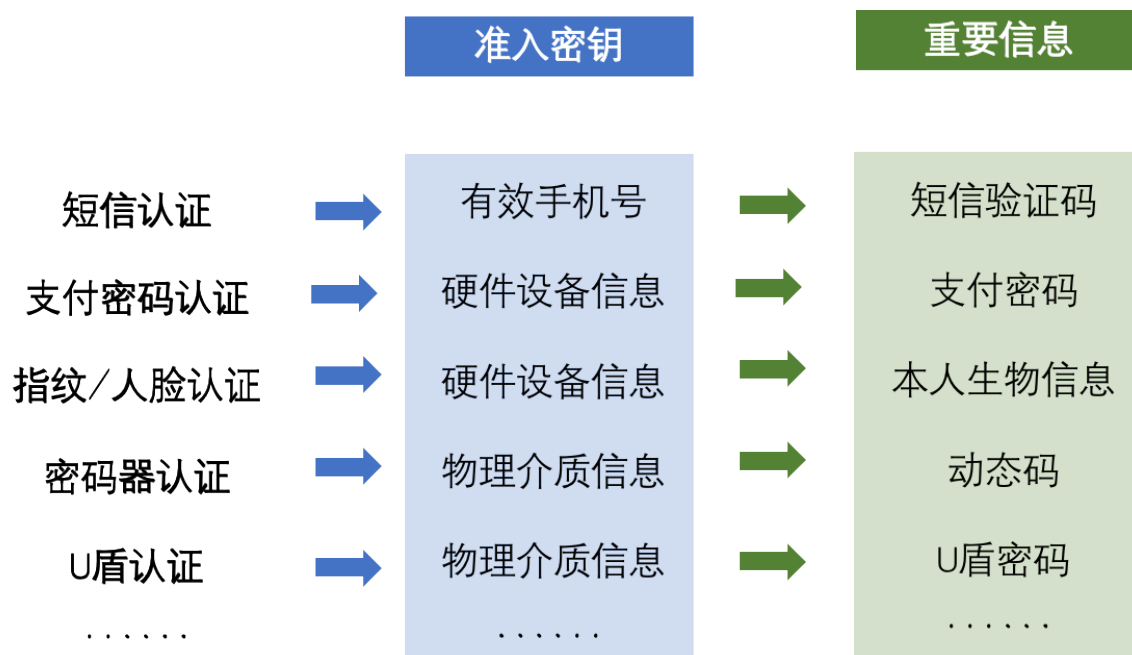 准入密钥 重要信息
短信认证 有效手机号 短信验证码
支付密码认证 硬件设备信息 支付密码
指纹/人脸认证 硬件设备信息 本人生物信息
密码器认证 物理介质信息 动态码
U盾认证 物理介质信息 U盾密码
...... ...... ......